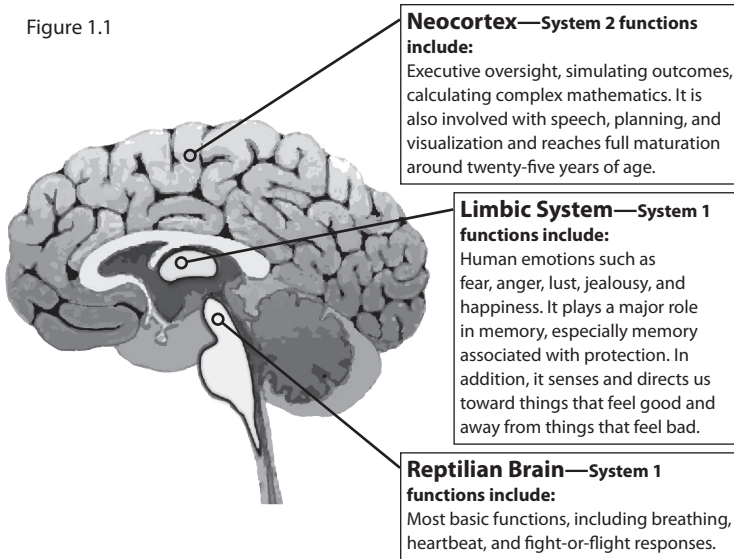 Figure 1.1
Neocortex—System 2 functions
include:
Executive oversight, simulating outcomes,
calculating complex mathematics. It is
also involved with speech, planning, and
visualization and reaches full maturation
around twenty-five years of age.
Limbic System—System 1
functions include:
Human emotions such as
fear, anger, lust, jealousy, and
happiness. It plays a major role
in memory, especially memory
associated with protection. In
addition, it senses and directs us
toward things that feel good and
away from things that feel bad.
Reptilian Brain—System 1
functions include:
Most basic functions, including breathing,
heartbeat, and fight-or-flight responses.